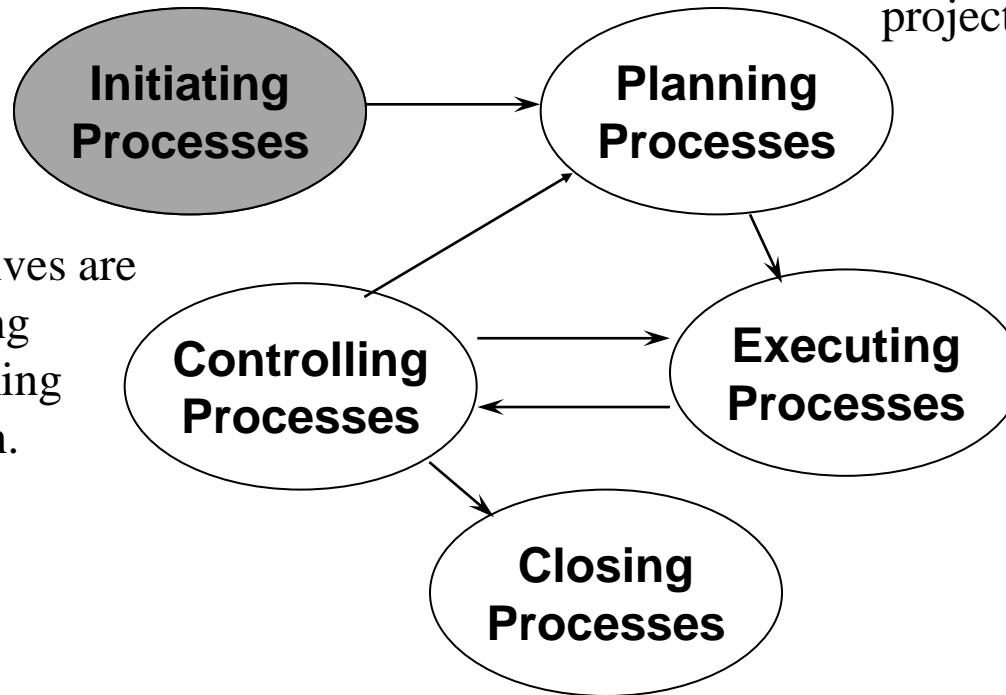 project
Initiating
Processes
Planning
Processes
ves are
ng
ing
Controlling
Processes
Executing
Processes
Closing
Processes